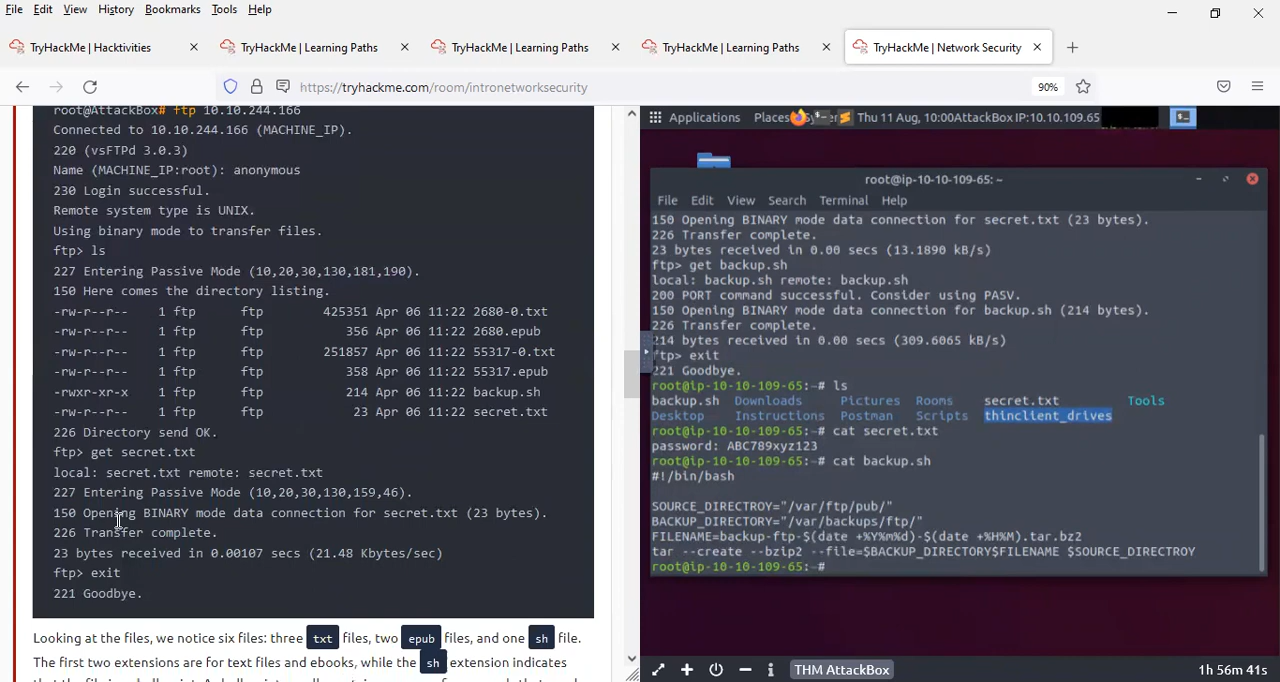 File Edit View History Bookmarks Tools Help
TryHackMe | Hacktivities
TryHackMe | Learning Paths
TryHackMe | Learning Paths
TryHackMe | Learning Paths
TryHackMe | Network Security
https://tryhackme.com/room/intronetworksecurity
90%
root@AttackBox# ftp 10.10.244.166
Connected to 10.10.244.166 (MACHINE_IP).
220 (vsFTPd 3.0.3)
Name (MACHINE_IP:root): anonymous
230 Login successful.
Remote system type is UNIX.
Using binary mode to transfer files.
ftp> ls
227 Entering Passive Mode (10,20,30,130,181,190).
150 Here comes the directory listing.
-rw-r--r-- 1 ftp ftp 425351 Apr 06 11:22 2680-0.txt
-rw-r--r-- 1 ftp ftp 356 Apr 06 11:22 2680.epub
-rw-r--r-- 1 ftp ftp 251857 Apr 06 11:22 55317-0.txt
-rw-r--r-- 1 ftp ftp 358 Apr 06 11:22 55317.epub
-rwxr-xr-x 1 ftp ftp 214 Apr 06 11:22 backup.sh
-rw-r--r-- 1 ftp ftp 23 Apr 06 11:22 secret.txt
226 Directory send OK.
ftp> get secret.txt
local: secret.txt remote: secret.txt
227 Entering Passive Mode (10,20,30,130,159,46).
150 Opening BINARY mode data connection for secret.txt (23 bytes).
226 Transfer complete.
23 bytes received in 0.00107 secs (21.48 Kbytes/sec)
ftp> exit
221 Goodbye.
Looking at the files, we notice six files: three txt files, two epub files, and one sh file.
The first two extensions are for text files and ebooks, while the sh extension indicates
Applications Places Thu 11 Aug, 10:00 AttackBox IP:10.10.109.65
root@ip-10-10-109-65: ~
File Edit View Search Terminal Help
150 Opening BINARY mode data connection for secret.txt (23 bytes).
226 Transfer complete.
23 bytes received in 0.00 secs (13.1890 kB/s)
ftp> get backup.sh
local: backup.sh remote: backup.sh
200 PORT command successful. Consider using PASV.
150 Opening BINARY mode data connection for backup.sh (214 bytes).
226 Transfer complete.
214 bytes received in 0.00 secs (309.6065 kB/s)
ftp> exit
221 Goodbye.
root@ip-10-10-109-65:~# ls
backup.sh Downloads Pictures Rooms secret.txt Tools
Desktop Instructions Postman Scripts thinclient_drives
root@ip-10-10-109-65:~# cat secret.txt
password: ABC789xyz123
root@ip-10-10-109-65:~# cat backup.sh
#!/bin/bash
SOURCE_DIRECTROY="/var/ftp/pub/"
BACKUP_DIRECTORY="/var/backups/ftp/"
FILENAME=backup-ftp-$(date +%Y%m%d)-$(date +%H%M).tar.bz2
tar --create --bzip2 --file=$BACKUP_DIRECTORY$FILENAME $SOURCE_DIRECTROY
root@ip-10-10-109-65:~#
THM AttackBox
1h 56m 41s